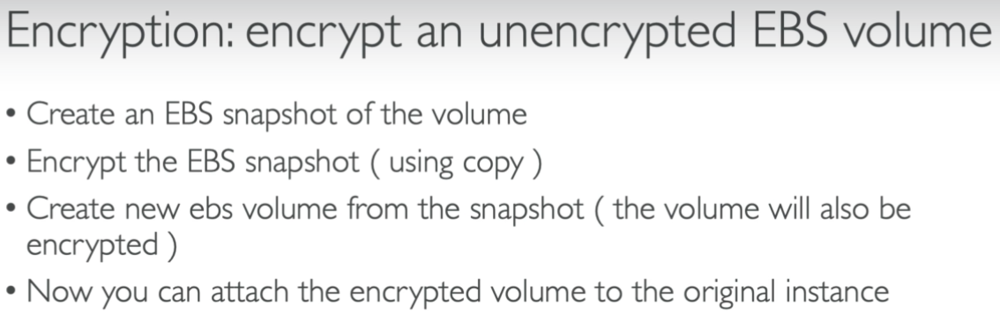 Encryption: encrypt an unencrypted EBS volume
• Create an EBS snapshot of the volume
• Encrypt the EBS snapshot ( using copy )
• Create new ebs volume from the snapshot ( the volume will also be
encrypted )
• Now you can attach the encrypted volume to the original instance